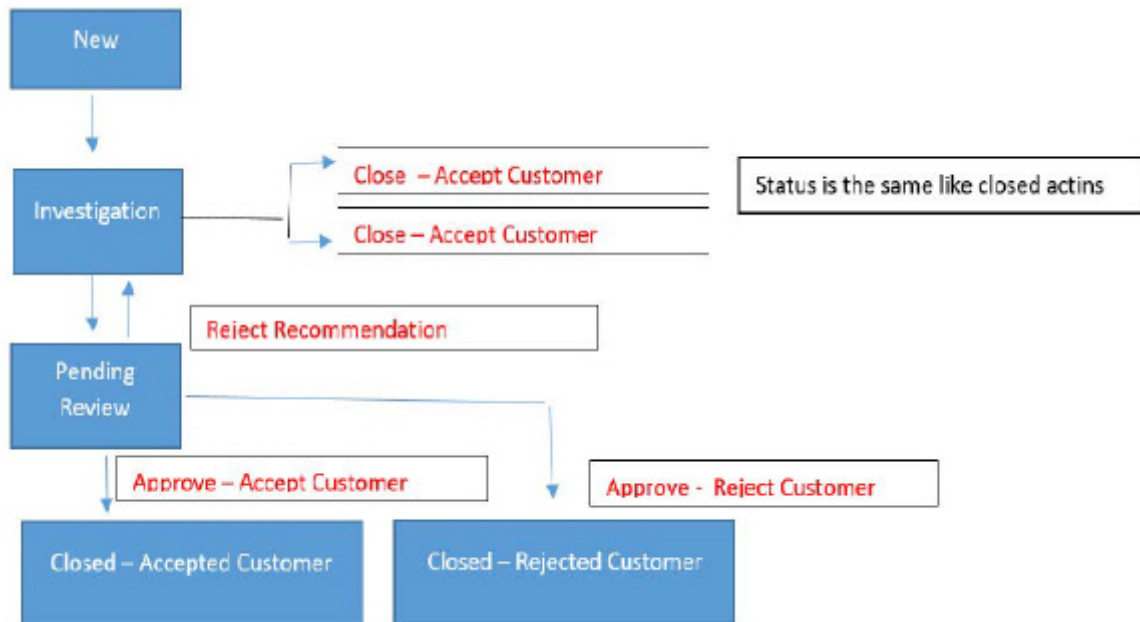 New
Close – Accept Customer
Status is the same like closed actins
Investigation
Close – Accept Customer
Reject Recommendation
Pending
Review
Approve – Accept Customer
Approve - Reject Customer
Closed – Accepted Customer
Closed – Rejected Customer